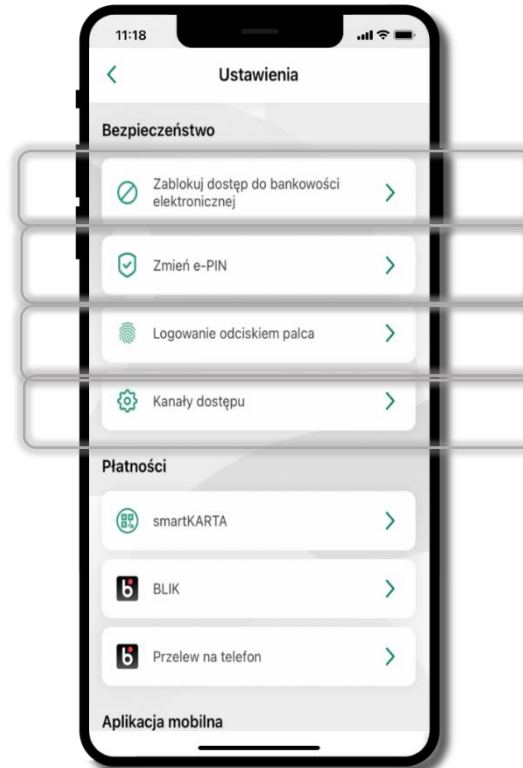 11:18
Ustawienia
Bezpieczeństwo
Zablokuj dostęp do bankowości
elektronicznej
Zmień e-PIN
Logowanie odciskiem palca
Kanały dostępu
Płatności
smartKARTA
BLIK
Przelew na telefon
Aplikacja mobilna